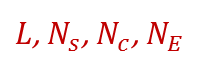 L, N_s, N_c, N_E